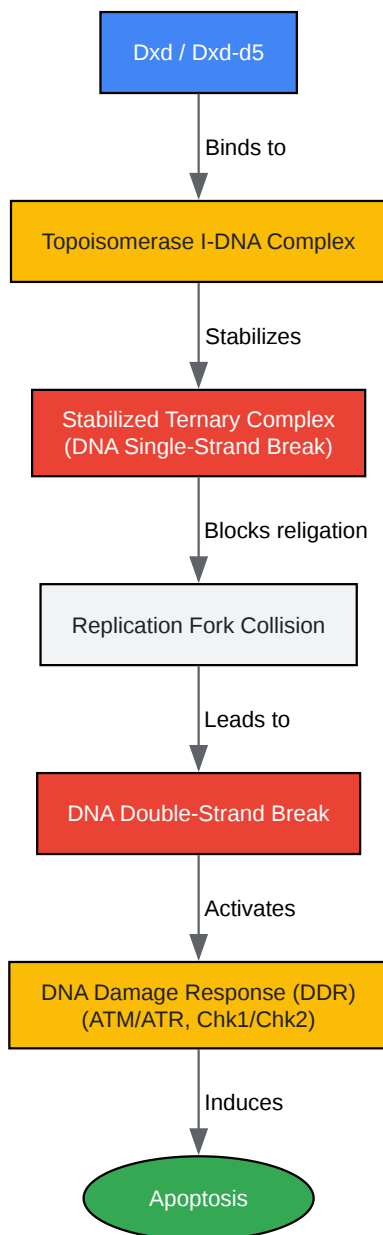 Dxd / Dxd-d5
Binds to
Topoisomerase I-DNA Complex
Stabilizes
Stabilized Ternary Complex
(DNA Single-Strand Break)
Blocks religation
Replication Fork Collision
Leads to
DNA Double-Strand Break
Activates
DNA Damage Response (DDR)
(ATM/ATR, Chk1/Chk2)
Induces
Apoptosis